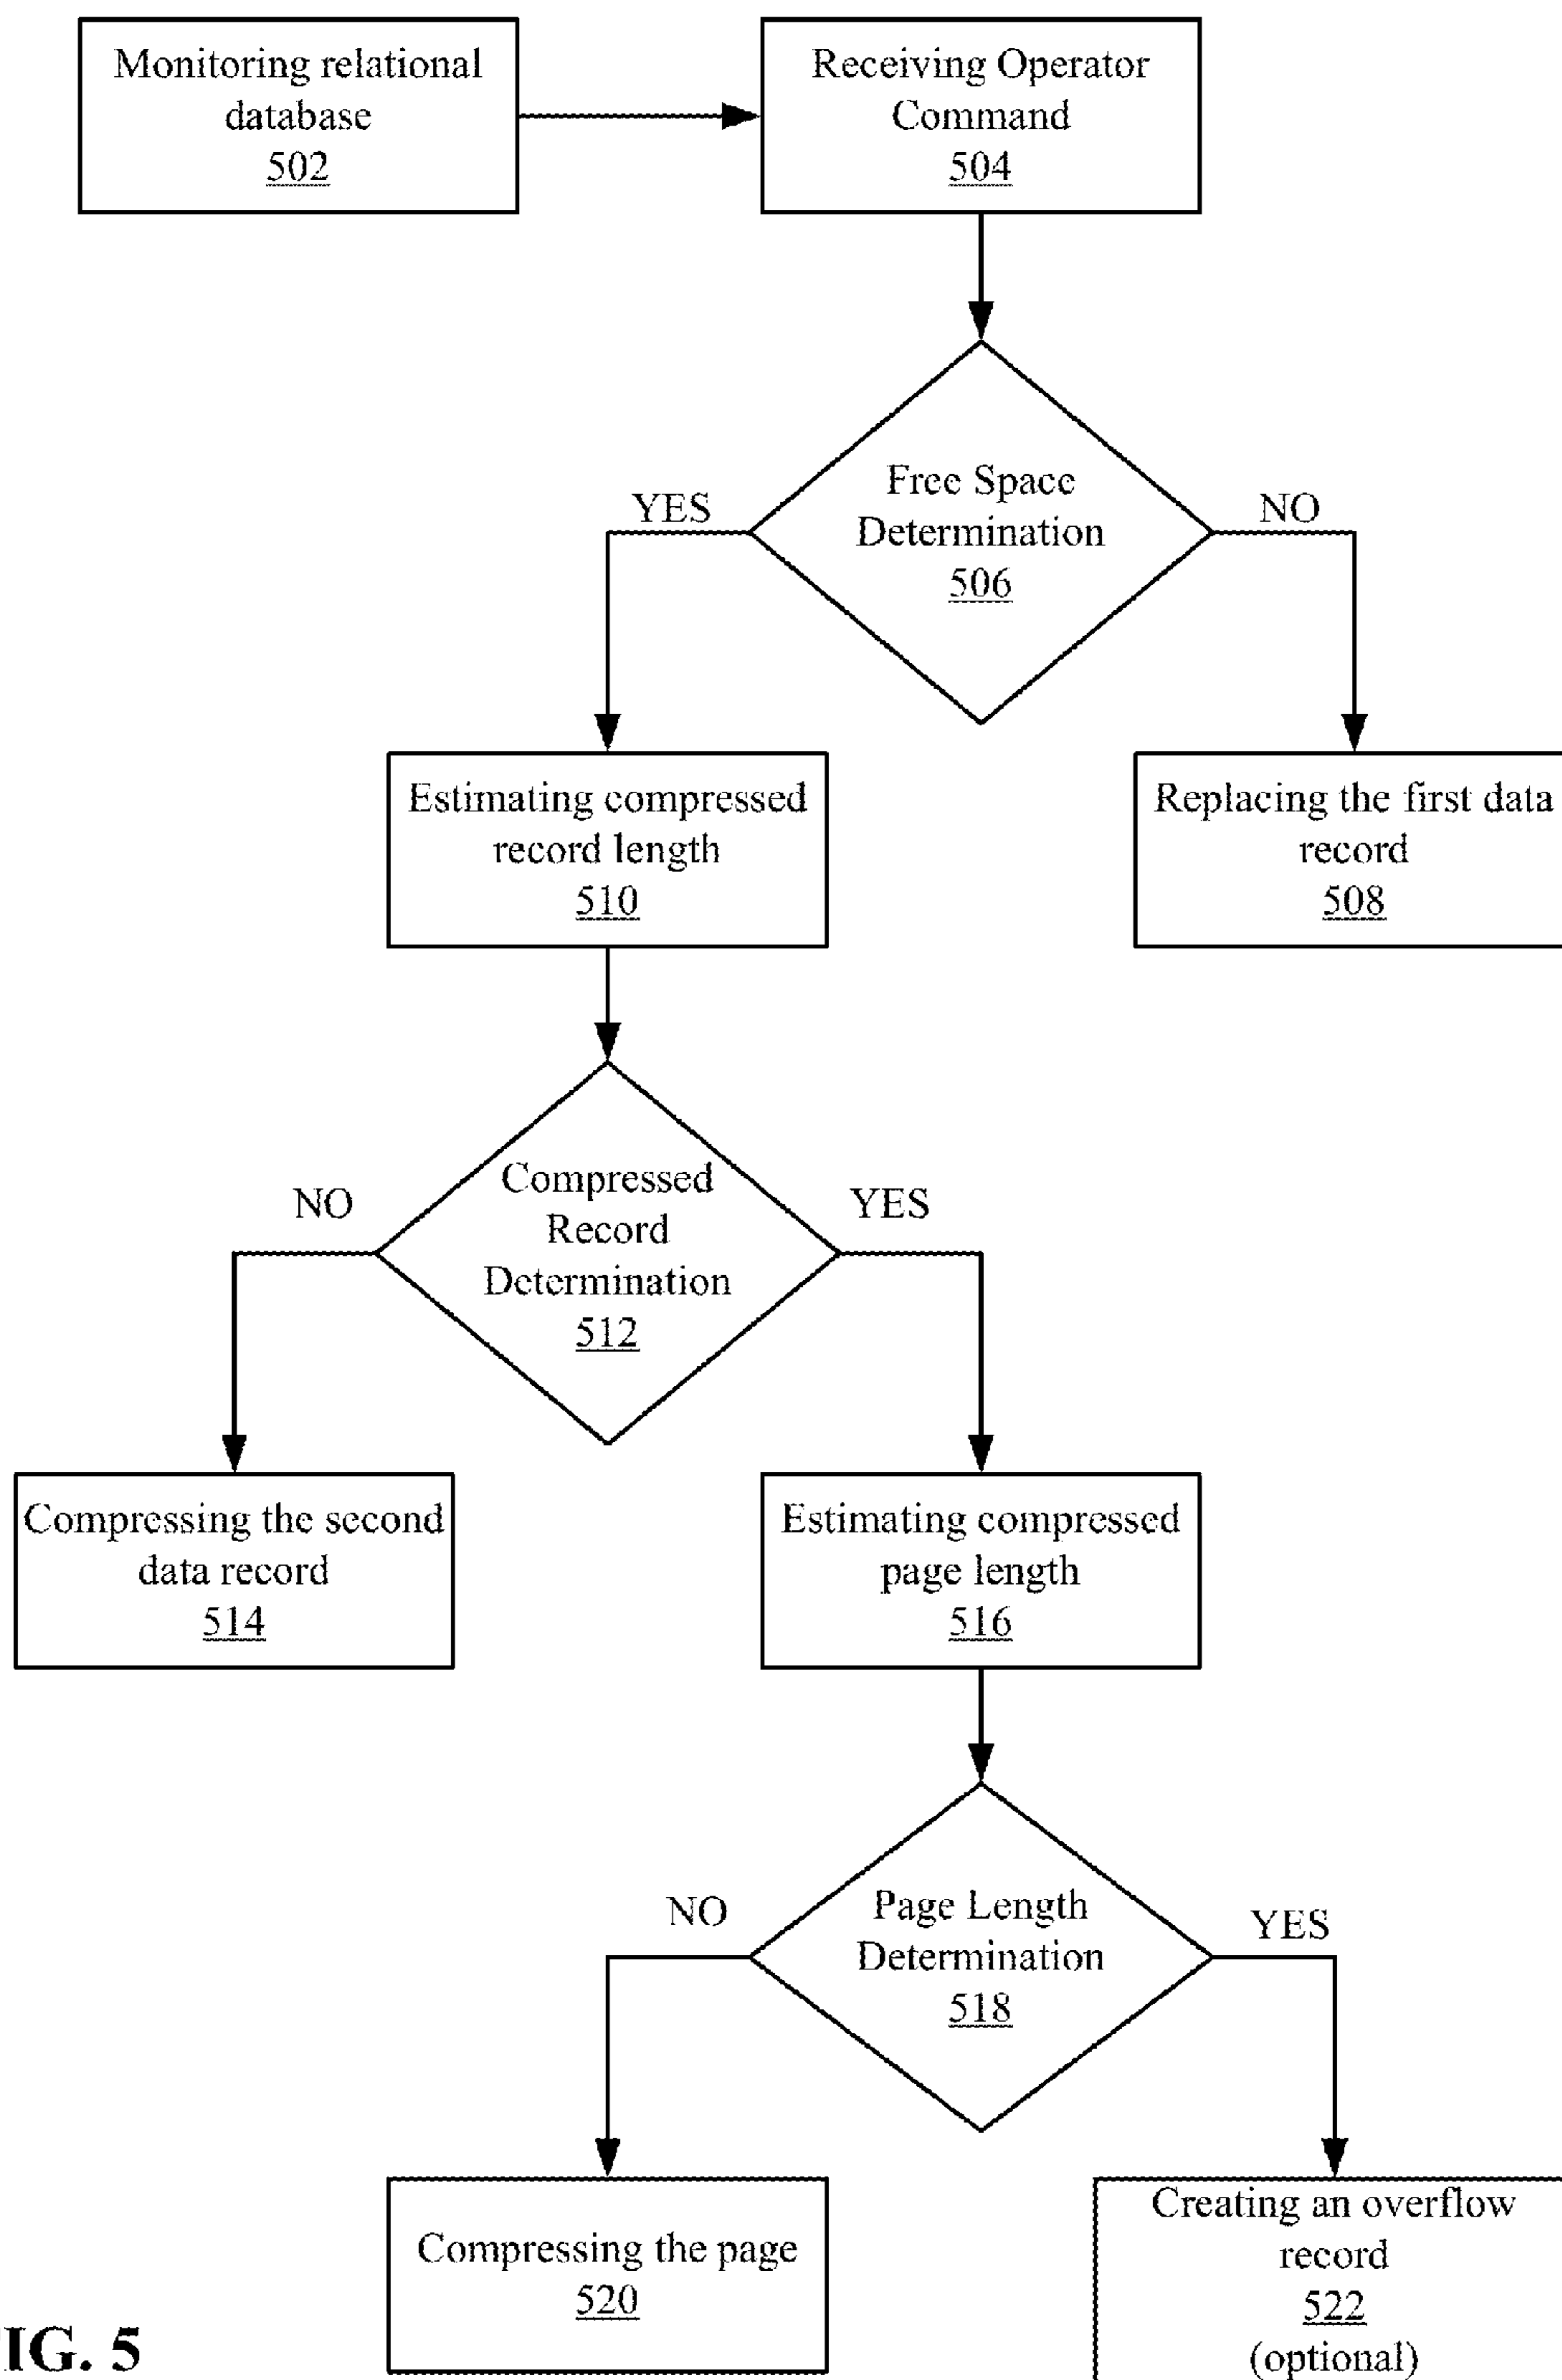 Monitoring relational
database
502
Receiving Operator
Command
504
Free Space
Determination
506
YES
NO
Estimating compressed
record length
510
Replacing the first data
record
508
Compressed
Record
Determination
512
NO
YES
Compressing the second
data record
514
Estimating compressed
page length
516
Page Length
Determination
518
NO
YES
Compressing the page
520
Creating an overflow
record
522
(optional)
IG. 5